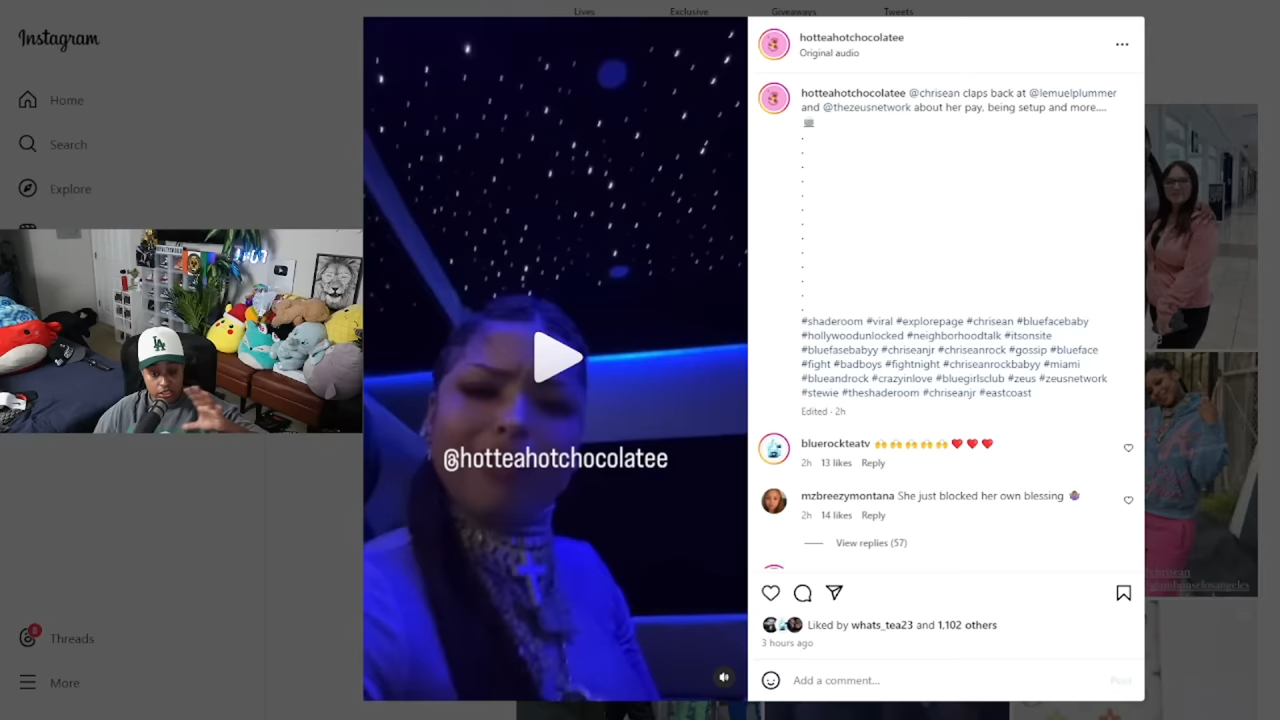 Lives
Exclusive
Giveaways
Tweets
Instagram
Home
Search
Explore
Threads
More
@hotteahotchocolatee
hotteahotchocolatee
Original audio
hotteahotchocolatee @chrisean claps back at @lemuelplummer
and @thezeusnetwork about her pay, being setup and more....
.
.
.
.
.
.
.
.
.
.
.
.
.
#shaderoom #viral #explorepage #chrisean #bluefacebaby
#hollywoodunlocked #neighborhoodtalk #itsonsite
#bluefasebabyy #chriseanjr #chriseanrock #gossip #blueface
#fight #badboys #fightnight #chriseanrockbabyy #miami
#blueandrock #crazyinlove #bluegirlsclub #zeus #zeusnetwork
#stewie #theshaderoom #chriseanjr #eastcoast
Edited · 2h
bluerockteatv 🙌🙌🙌🙌🙌❤️❤️❤️
2h 13 likes Reply
mzbreezymontana She just blocked her own blessing 🤷🏾‍♀️
2h 14 likes Reply
View replies (57)
Liked by whats_tea23 and 1,102 others
3 hours ago
Add a comment...
Post
LA